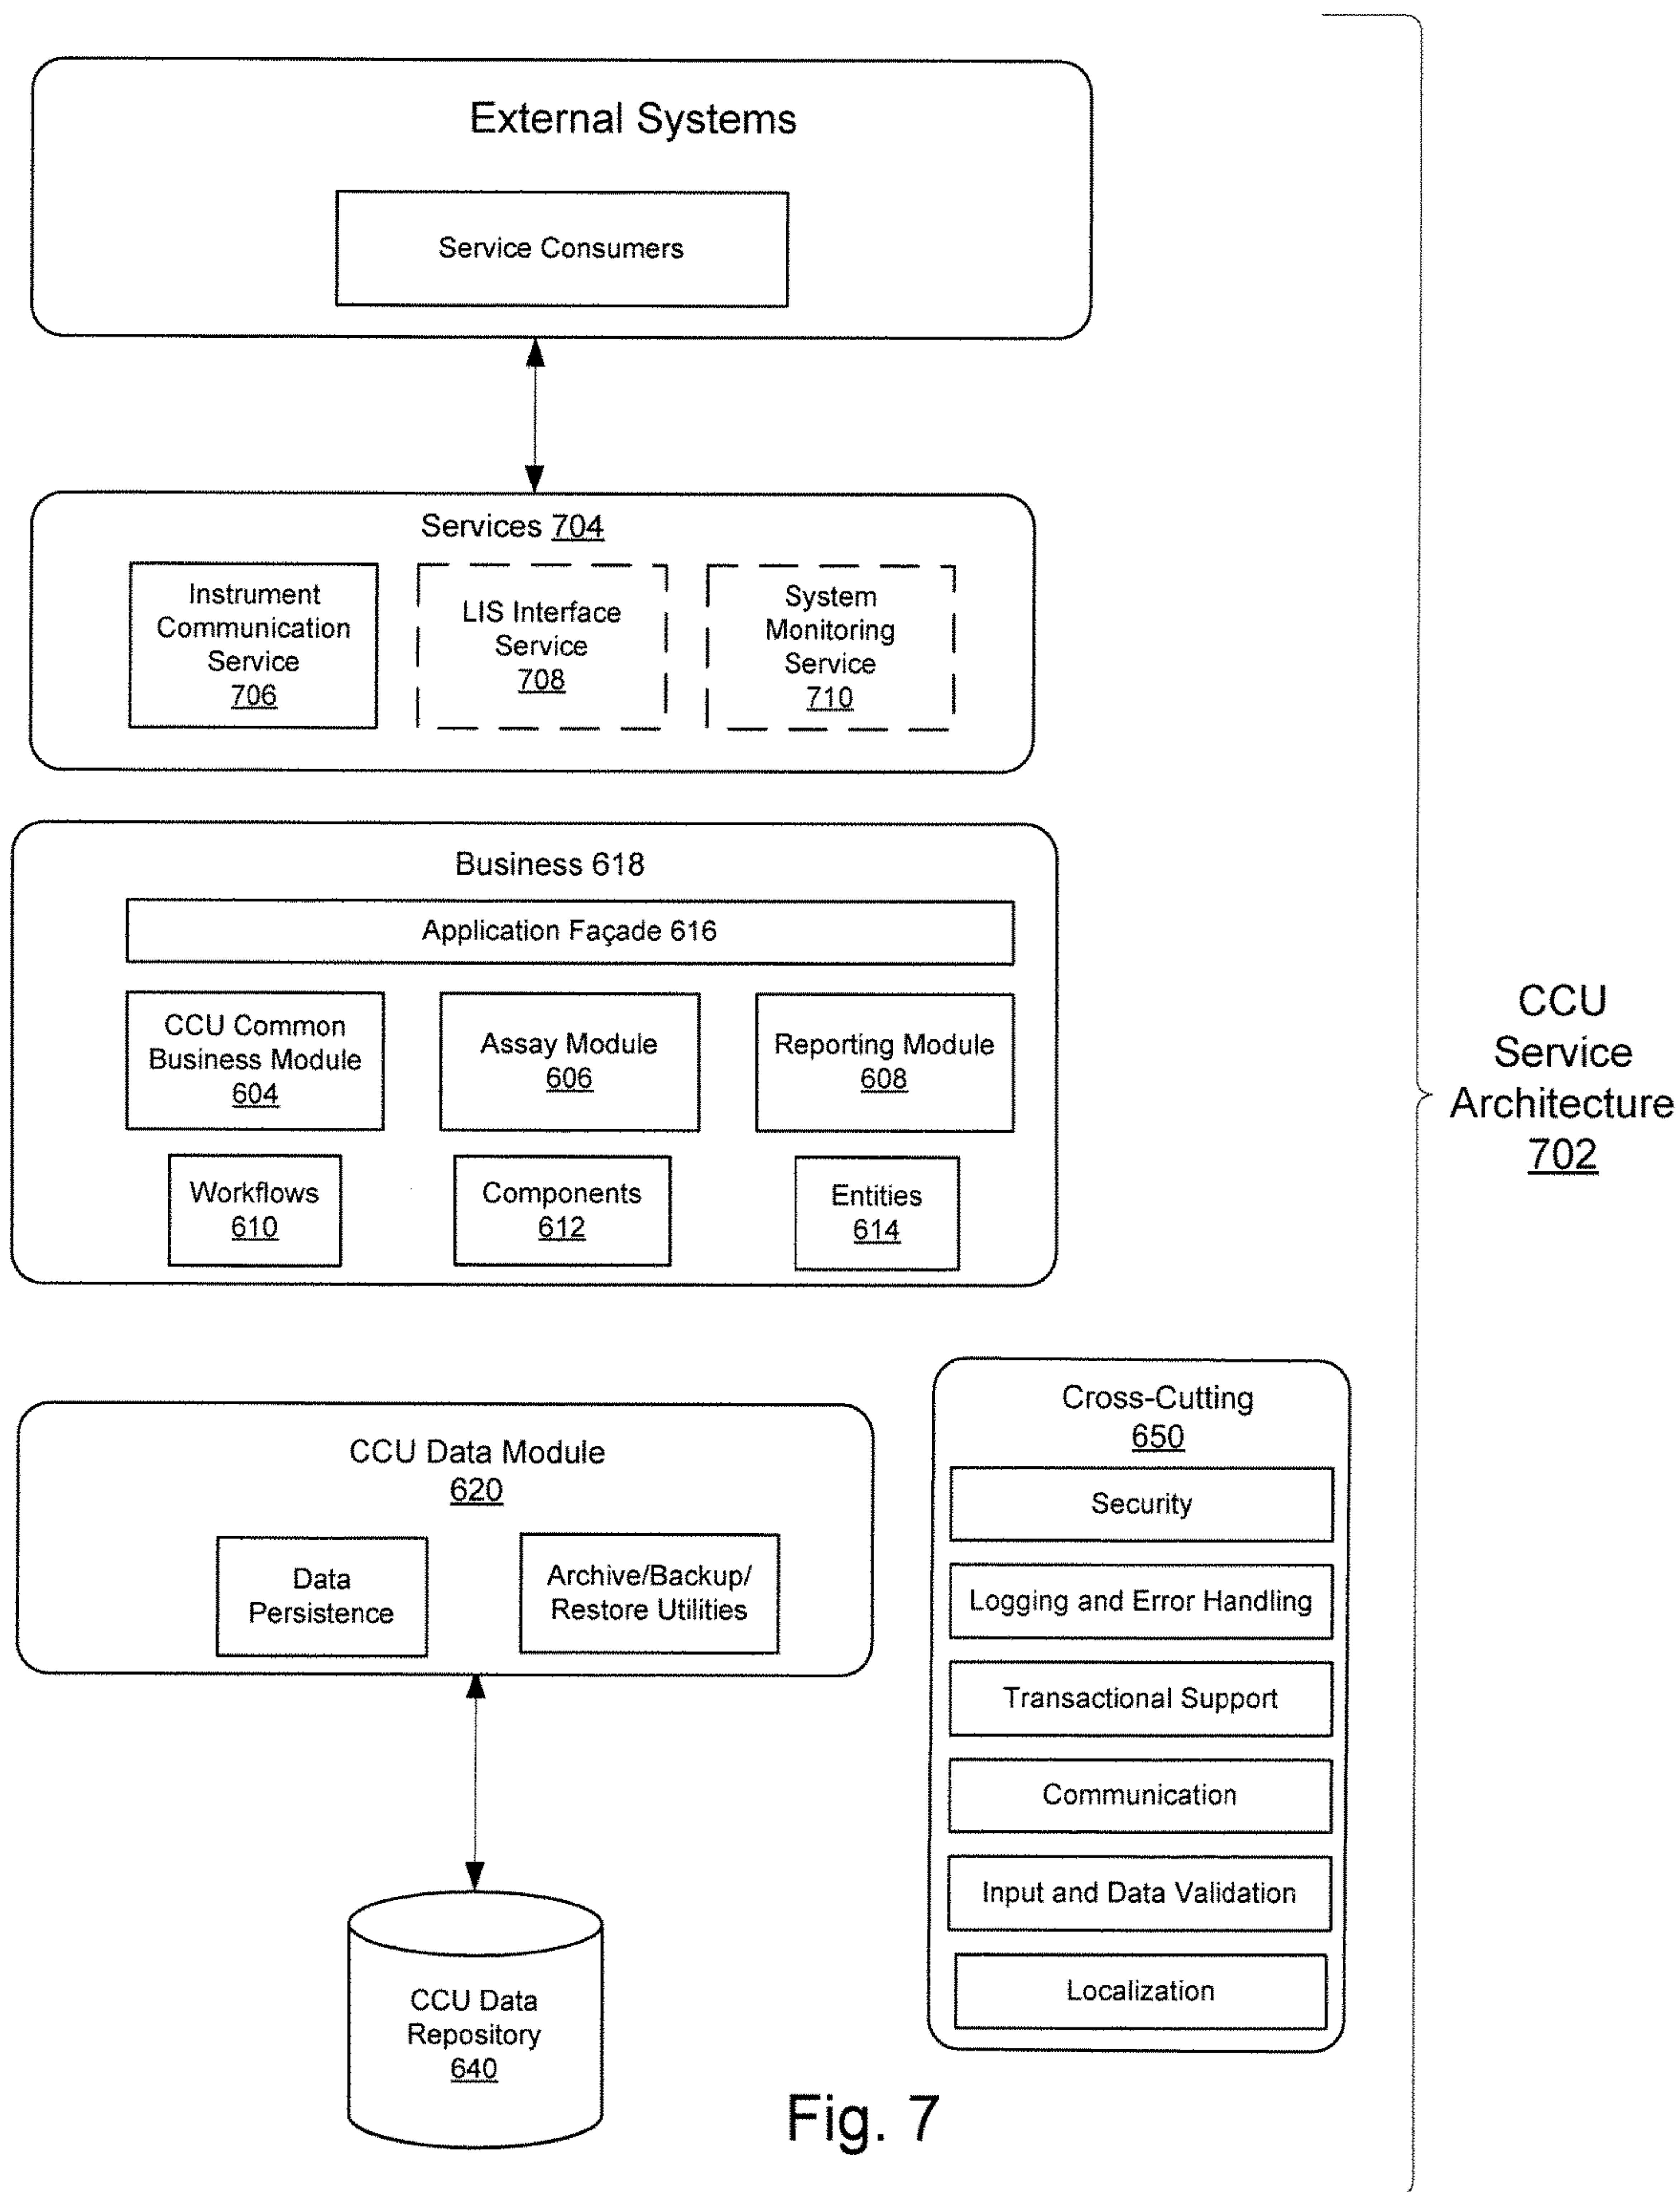 External Systems
Service Consumers
Services 704
Instrument
Communication
Service
706
LIS Interface
Service
708
System
Monitoring
Service
710
Business 618
Application Façade 616
CCU Common
Business Module
604
Assay Module
606
Reporting Module
608
Workflows
610
Components
612
Entities
614
CCU
Service
Architecture
702
CCU Data Module
620
Data
Persistence
Archive/Backup/
Restore Utilities
Cross-Cutting
650
Security
Logging and Error Handling
Transactional Support
Communication
Input and Data Validation
Localization
CCU Data
Repository
640
Fig. 7